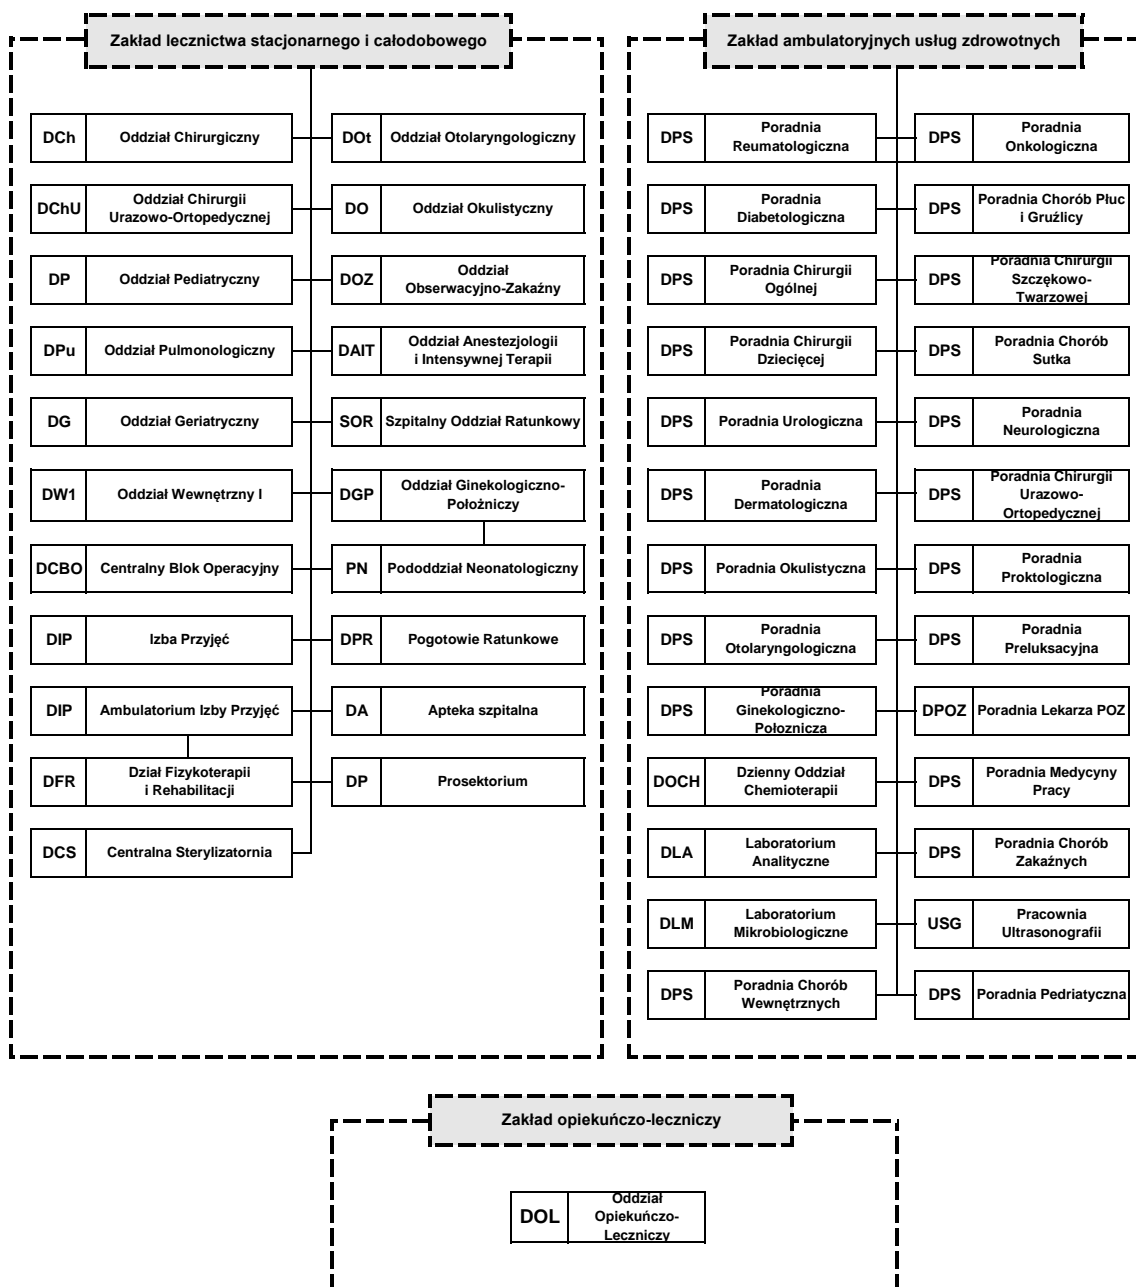 Zakład lecznictwa stacjonarnego i całodobowego
DCh
Oddział Chirurgiczny
DOt
Oddział Otolaryngologiczny
DChU
Oddział Chirurgii
Urazowo-Ortopedycznej
DO
Oddział Okulistyczny
DP
Oddział Pediatryczny
DOZ
Oddział
Obserwacyjno-Zakaźny
DPu
Oddział Pulmonologiczny
DAIT
Oddział Anestezjologii
i Intensywnej Terapii
DG
Oddział Geriatryczny
SOR
Szpitalny Oddział Ratunkowy
DW1
Oddział Wewnętrzny I
DGP
Oddział Ginekologiczno-
Położniczy
DCBO
Centralny Blok Operacyjny
PN
Pododdział Neonatologiczny
DIP
Izba Przyjęć
DPR
Pogotowie Ratunkowe
DIP
Ambulatorium Izby Przyjęć
DA
Apteka szpitalna
DFR
Dział Fizykoterapii
i Rehabilitacji
DP
Prosektorium
DCS
Centralna Sterylizatornia
Zakład ambulatoryjnych usług zdrowotnych
DPS
Poradnia
Reumatologiczna
DPS
Poradnia
Onkologiczna
DPS
Poradnia
Diabetologiczna
DPS
Poradnia Chorób Płuc
i Gruźlicy
DPS
Poradnia Chirurgii
Ogólnej
DPS
Poradnia Chirurgii
Szczękowo-
Twarzowej
DPS
Poradnia Chirurgii
Dziecięcej
DPS
Poradnia Chorób
Sutka
DPS
Poradnia Urologiczna
DPS
Poradnia
Neurologiczna
DPS
Poradnia
Dermatologiczna
DPS
Poradnia Chirurgii
Urazowo-
Ortopedycznej
DPS
Poradnia Okulistyczna
DPS
Poradnia
Proktologiczna
DPS
Poradnia
Otolaryngologiczna
DPS
Poradnia
Preluksacyjna
DPS
Poradnia
Ginekologiczno-
Połoznicza
DPOZ
Poradnia Lekarza POZ
DOCH
Dzienny Oddział
Chemioterapii
DPS
Poradnia Medycyny
Pracy
DLA
Laboratorium
Analityczne
DPS
Poradnia Chorób
Zakaźnych
DLM
Laboratorium
Mikrobiologiczne
USG
Pracownia
Ultrasonografii
DPS
Poradnia Chorób
Wewnętrznych
DPS
Poradnia Pedriatyczna
Zakład opiekuńczo-leczniczy
DOL
Oddział
Opiekuńczo-
Leczniczy